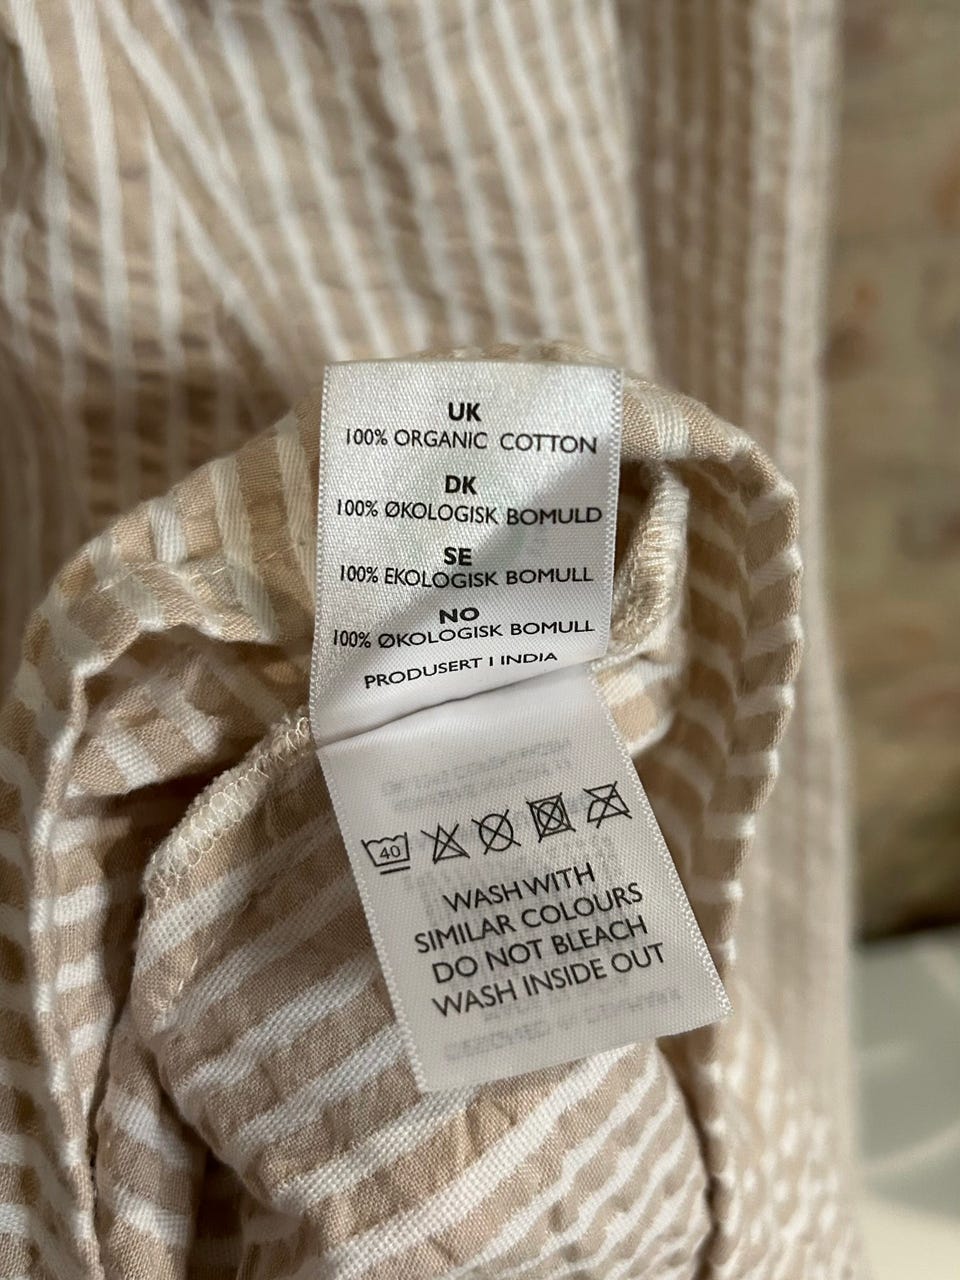 UK
100% ORGANIC COTTON
DK
100% ØKOLOGISK BOMULD
SE
100% EKOLOGISK BOMULL
NO
100% ØKOLOGISK BOMULL
PRODUSERT I INDIA
40
WASH WITH
SIMILAR COLOURS
DO NOT BLEACH
WASH INSIDE OUT